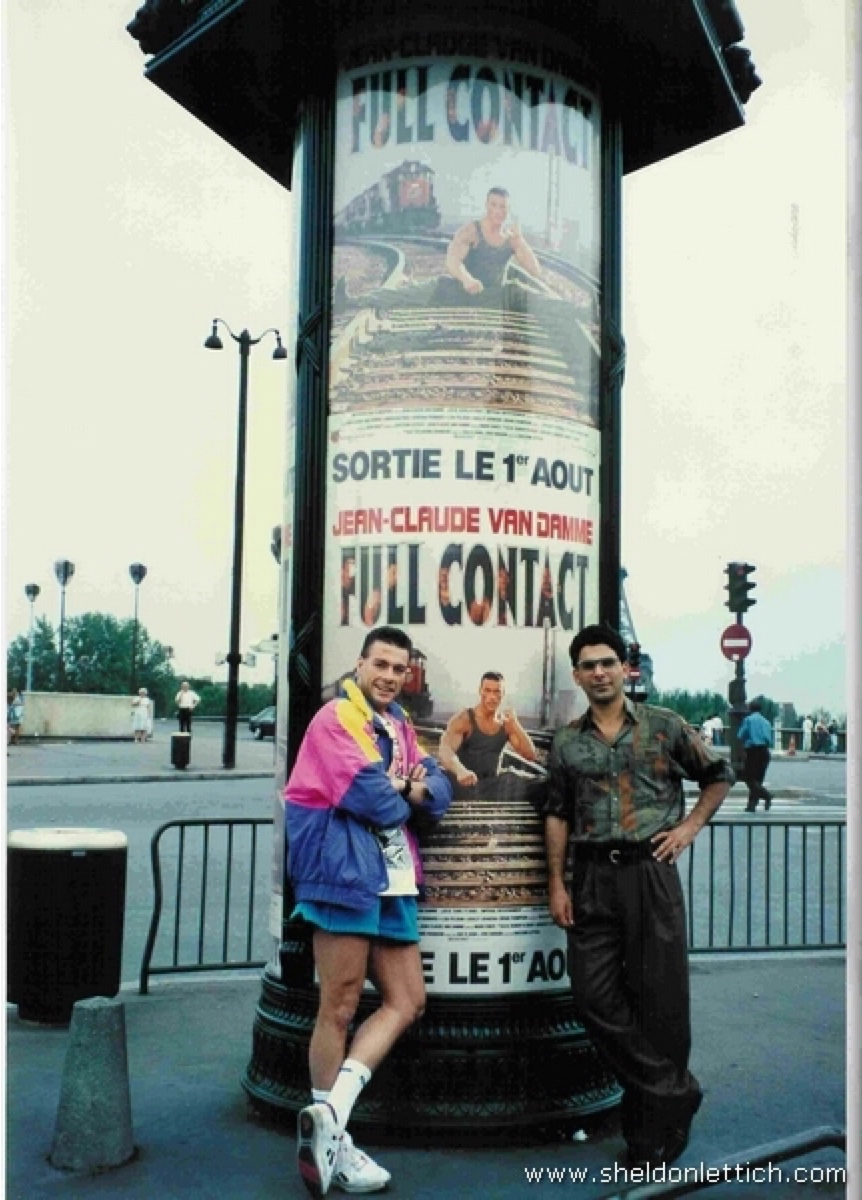 JEAN-CLAUDE VAN DAMME
FULL CONTACT
SORTIE LE 1er AOUT
JEAN-CLAUDE VAN DAMME
FULL CONTACT
E LE 1er AOU
www.sheldonlettich.com